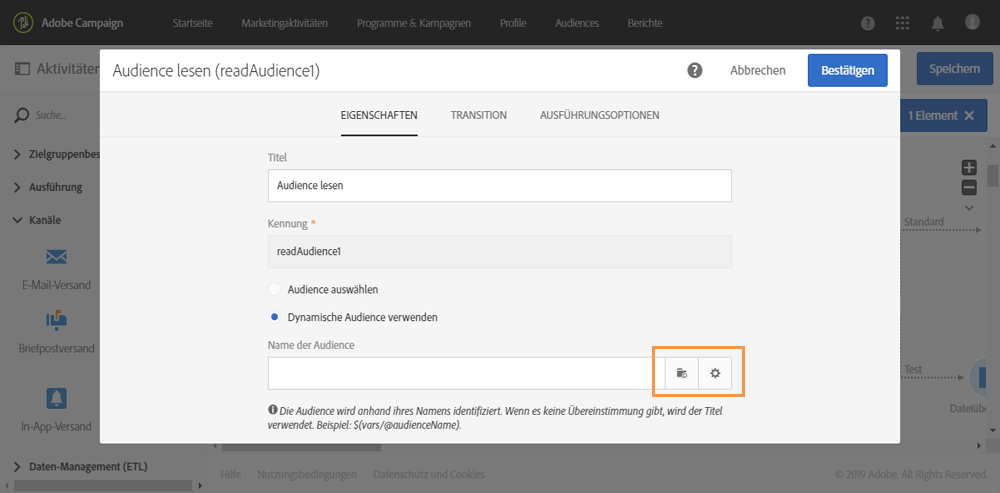 Adobe Campaign Startseite Marketingaktivitäten Programme & Kampagnen Profile Audiences Berichte
Aktivitäten
Speichern
Audience lesen (readAudience1)
Abbrechen
Bestätigen
Suche...
1 Element
EIGENSCHAFTEN TRANSITION AUSFÜHRUNGSOPTIONEN
Zielgruppenbes
Titel
Audience lesen
Ausführung
Kanäle
Kennung *
Standard
readAudience1
E-Mail-Versand
Audience auswählen
Dynamische Audience verwenden
Briefpostversand
Name der Audience
Test
Die Audience wird anhand ihres Namens identifiziert. Wenn es keine Übereinstimmung gibt, wird der Titel
verwendet. Beispiel: $(vars/@audienceName).
Dateiüb
In-App-Versand
Daten-Management (ETL)
Hilfe Nutzungsbedingungen Datenschutz und Cookies
© 2019 Adobe. All Rights Reserved.